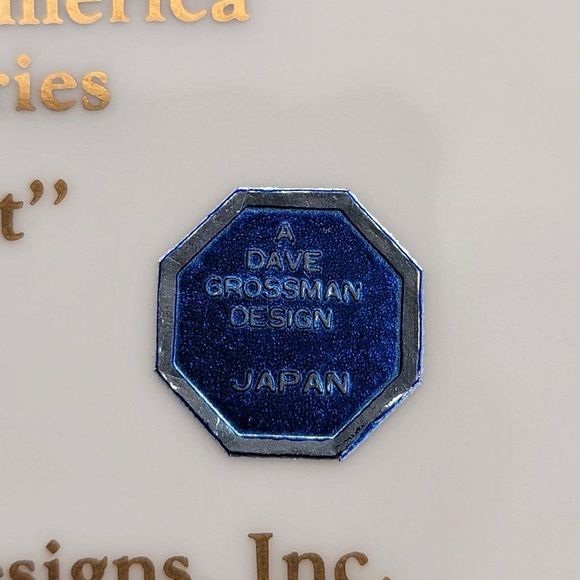 merica
ries
t”
A
DAVE
GROSSMAN
DESIGN
JAPAN
esigns, Inc.